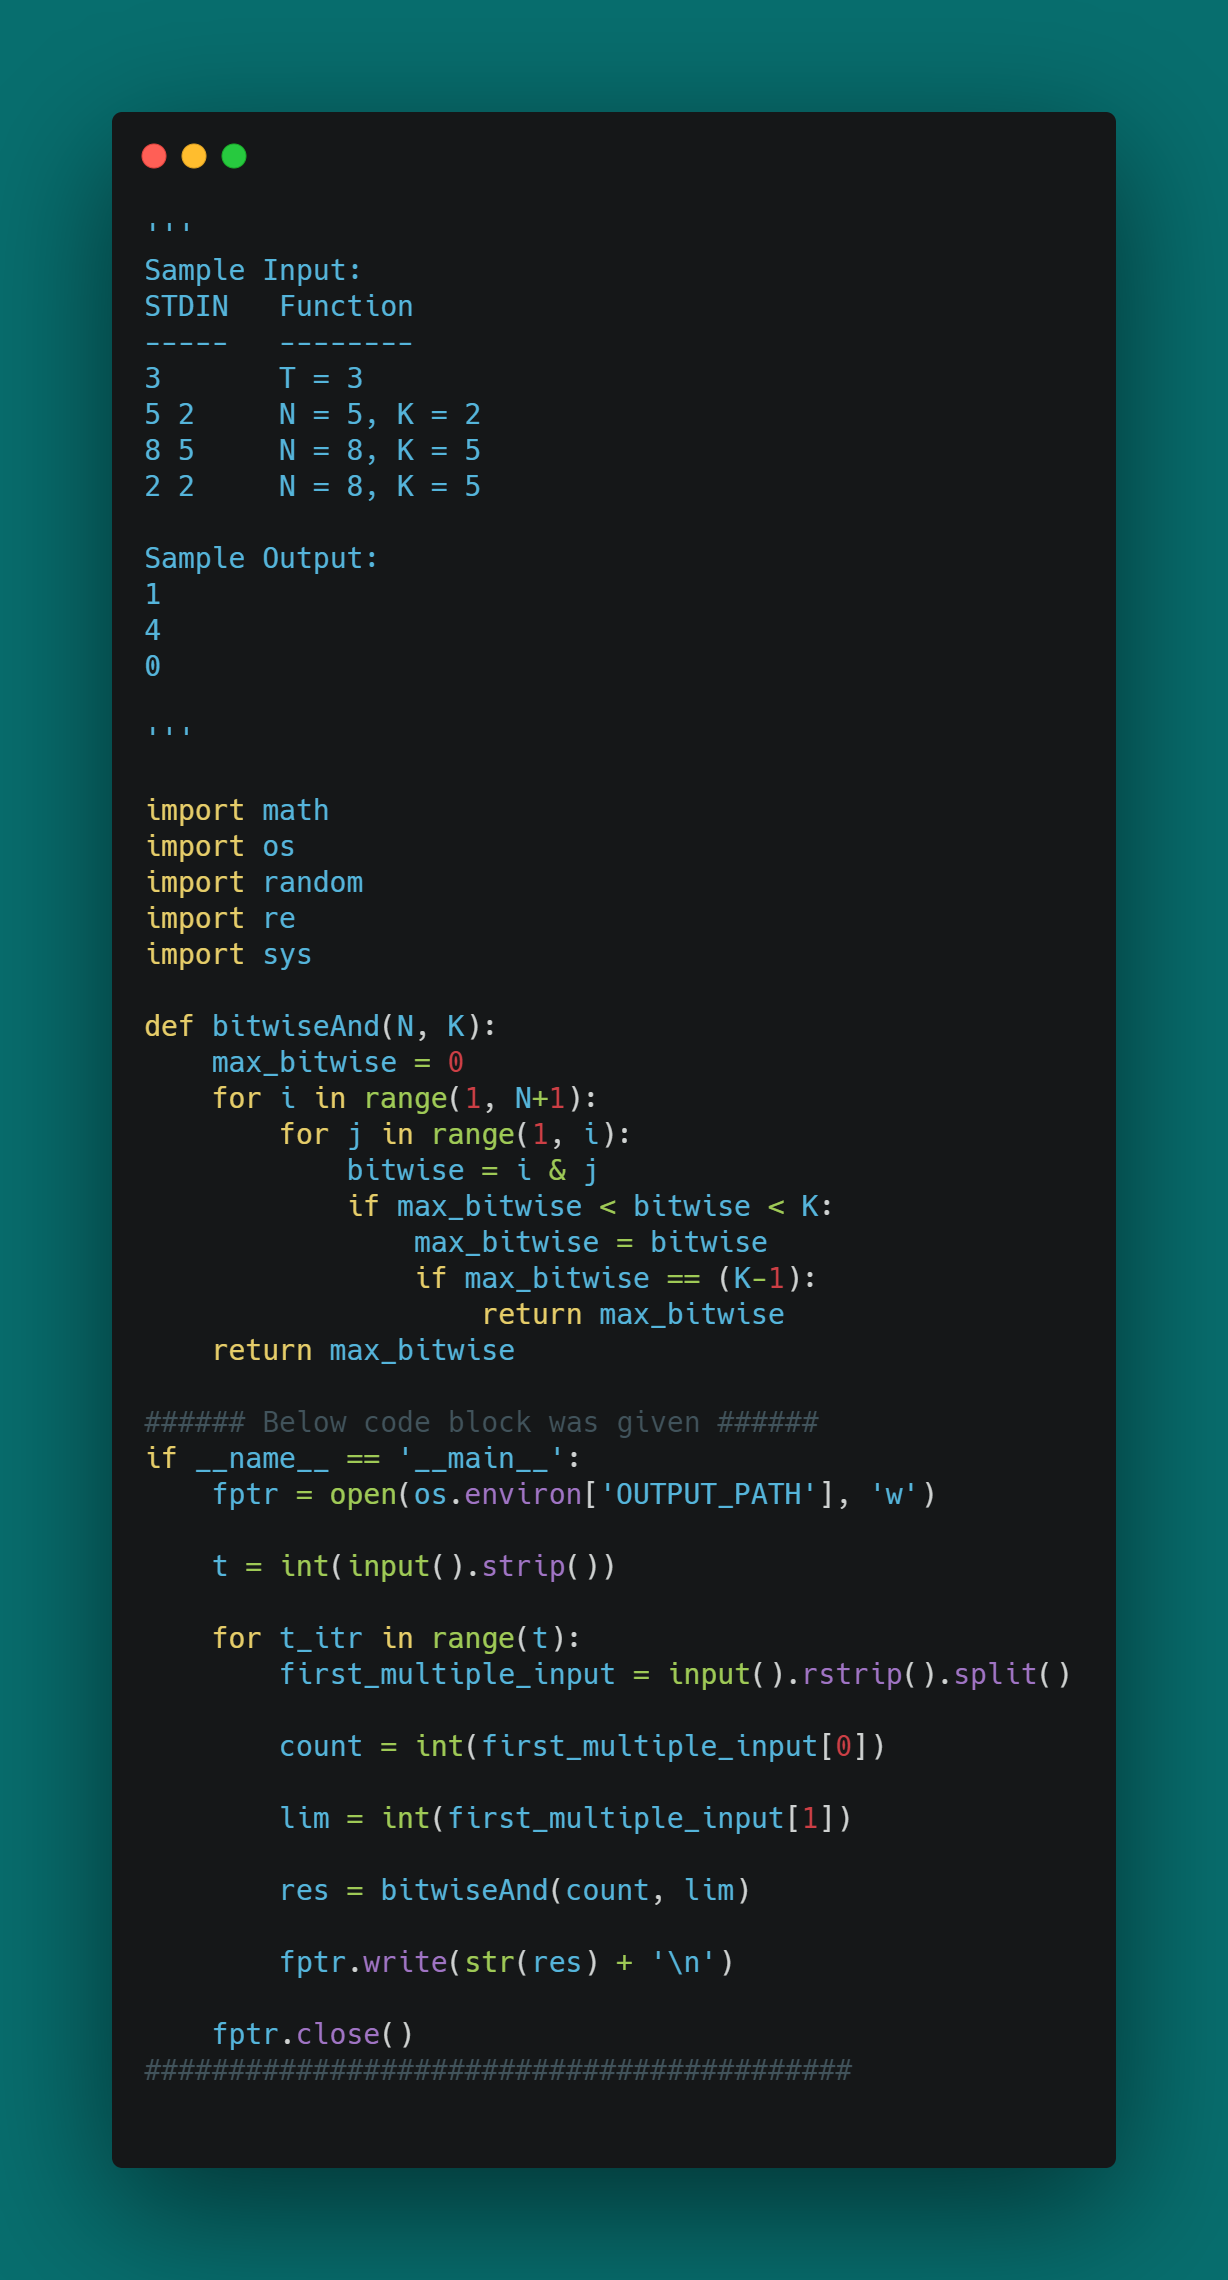 '''
Sample Input:
STDIN   Function
-----   --------
3       T = 3
5 2     N = 5, K = 2
8 5     N = 8, K = 5
2 2     N = 8, K = 5

Sample Output:
1
4
0

'''

import math
import os
import random
import re
import sys

def bitwiseAnd(N, K):
    max_bitwise = 0
    for i in range(1, N+1):
        for j in range(1, i):
            bitwise = i & j
            if max_bitwise < bitwise < K:
                max_bitwise = bitwise
                if max_bitwise == (K-1):
                    return max_bitwise
    return max_bitwise

###### Below code block was given ######
if __name__ == '__main__':
    fptr = open(os.environ['OUTPUT_PATH'], 'w')

    t = int(input().strip())

    for t_itr in range(t):
        first_multiple_input = input().rstrip().split()

        count = int(first_multiple_input[0])

        lim = int(first_multiple_input[1])

        res = bitwiseAnd(count, lim)

        fptr.write(str(res) + '\n')

    fptr.close()
##########################################